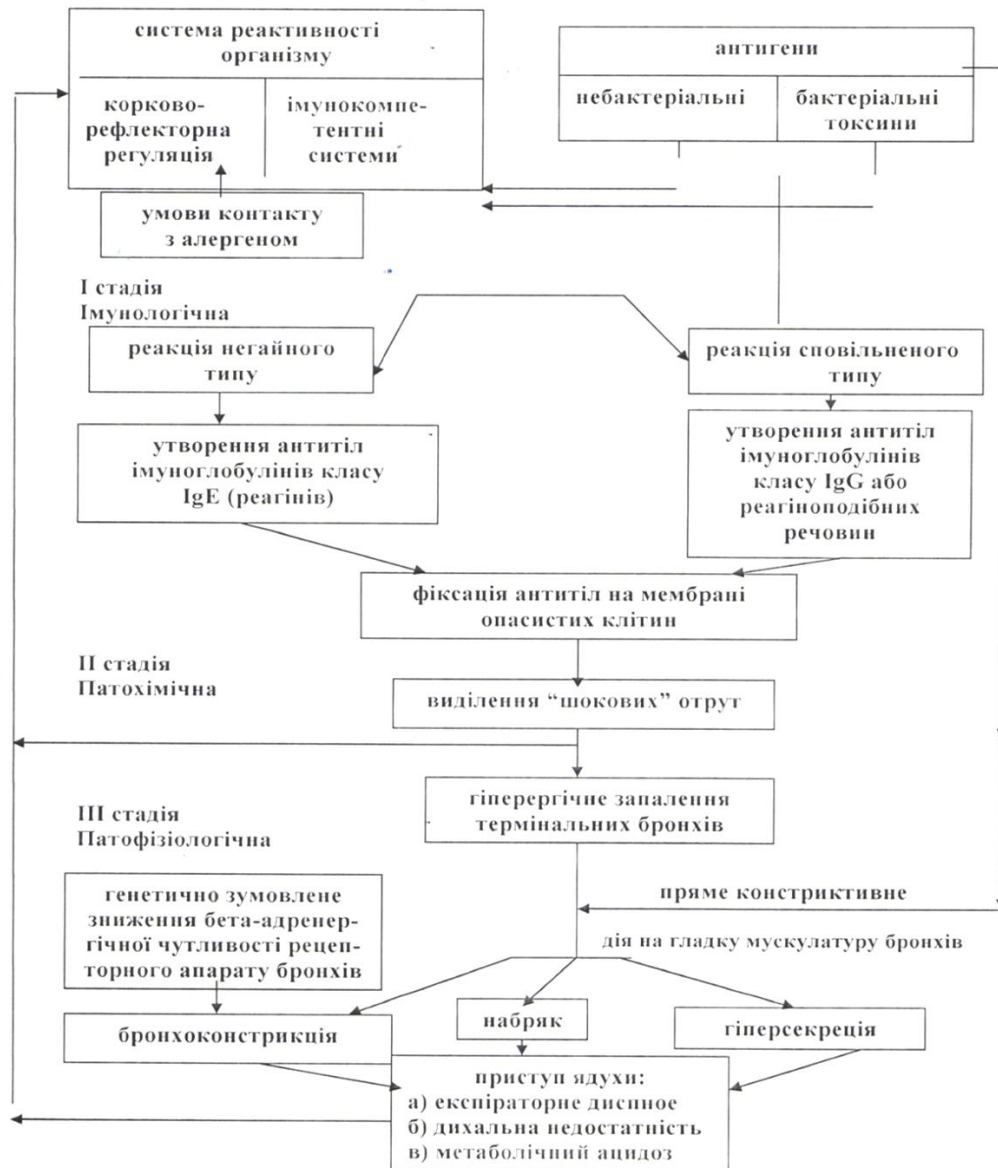 система реактивності
організму
корково-
рефлекторна
регуляція
імунокомпе-
тентні
системи
антигени
небактеріальні
бактеріальні
токсини
умови контакту
з алергеном
І стадія
Імунологічна
реакція негайного
типу
реакція сповільненого
типу
утворення антитіл
імуноглобулінів класу
IgE (реагінів)
утворення антитіл
імуноглобулінів
класу IgG або
реагіноподібних
речовин
фіксація антитіл на мембрані
опасистих клітин
ІІ стадія
Патохімічна
виділення “шокових” отрут
гіперергічне запалення
термінальних бронхів
ІІІ стадія
Патофізіологічна
генетично зумовлене
зниження бета-адренер-
гічної чутливості рецеп-
торного апарату бронхів
пряме констриктивне
дія на гладку мускулатуру бронхів
бронхоконстрикція
набряк
гіперсекреція
приступ ядухи:
а) експіраторне диспное
б) дихальна недостатність
в) метаболічний ацидоз